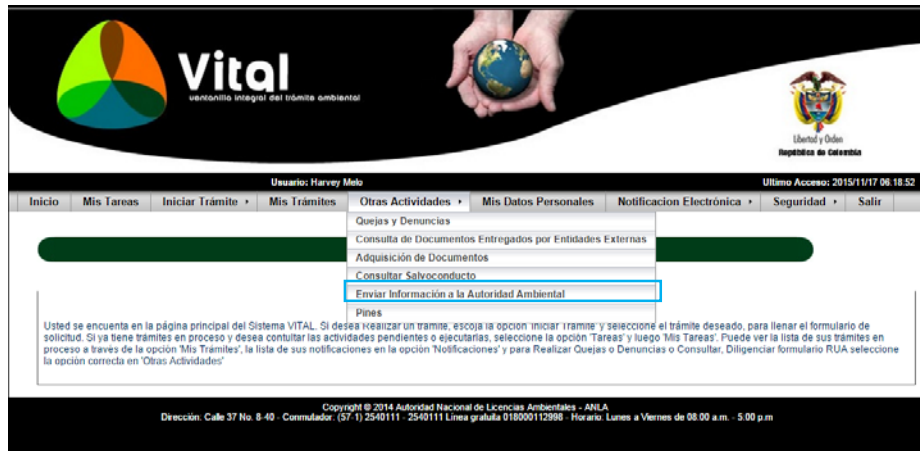 Vital
ventanilla integral del trámite ambiental
Libertad y Orden
República de Colombia
Usuario: Harvey Melo
Ultimo Acceso: 2015/11/17 06:18:52
Inicio Mis Tareas Iniciar Trámite Mis Trámites Otras Actividades Mis Datos Personales Notificacion Electrónica Seguridad Salir
Quejas y Denuncias
Consulta de Documentos Entregados por Entidades Externas
Adquisición de Documentos
Consultar Salvoconducto
Enviar Información a la Autoridad Ambiental
Pines
Usted se encuenta en la página principal del Sistema VITAL. Si desea Realizar un trámite, escoja la opción 'Iniciar Trámite' y seleccione el trámite deseado, para llenar el formulario de
solicitud. Si ya tiene trámites en proceso y desea contultar las actividades pendientes o ejecutarlas, seleccione la opción 'Tareas' y luego 'Mis Tareas'. Puede ver la lista de sus trámites en
proceso a través de la opción 'Mis Trámites', la lista de sus notificaciones en la opción 'Notificaciones' y para Realizar Quejas o Denuncias o Consultar, Diligenciar formulario RUA seleccione
la opción correcta en 'Otras Actividades'
Copyright © 2014 Autoridad Nacional de Licencias Ambientales - ANLA
Dirección: Calle 37 No. 8-40 - Conmutador: (57-1) 2540111 - 2540111 Línea gratuita 018000112998 - Horario: Lunes a Viernes de 08:00 a.m. - 5:00 p.m